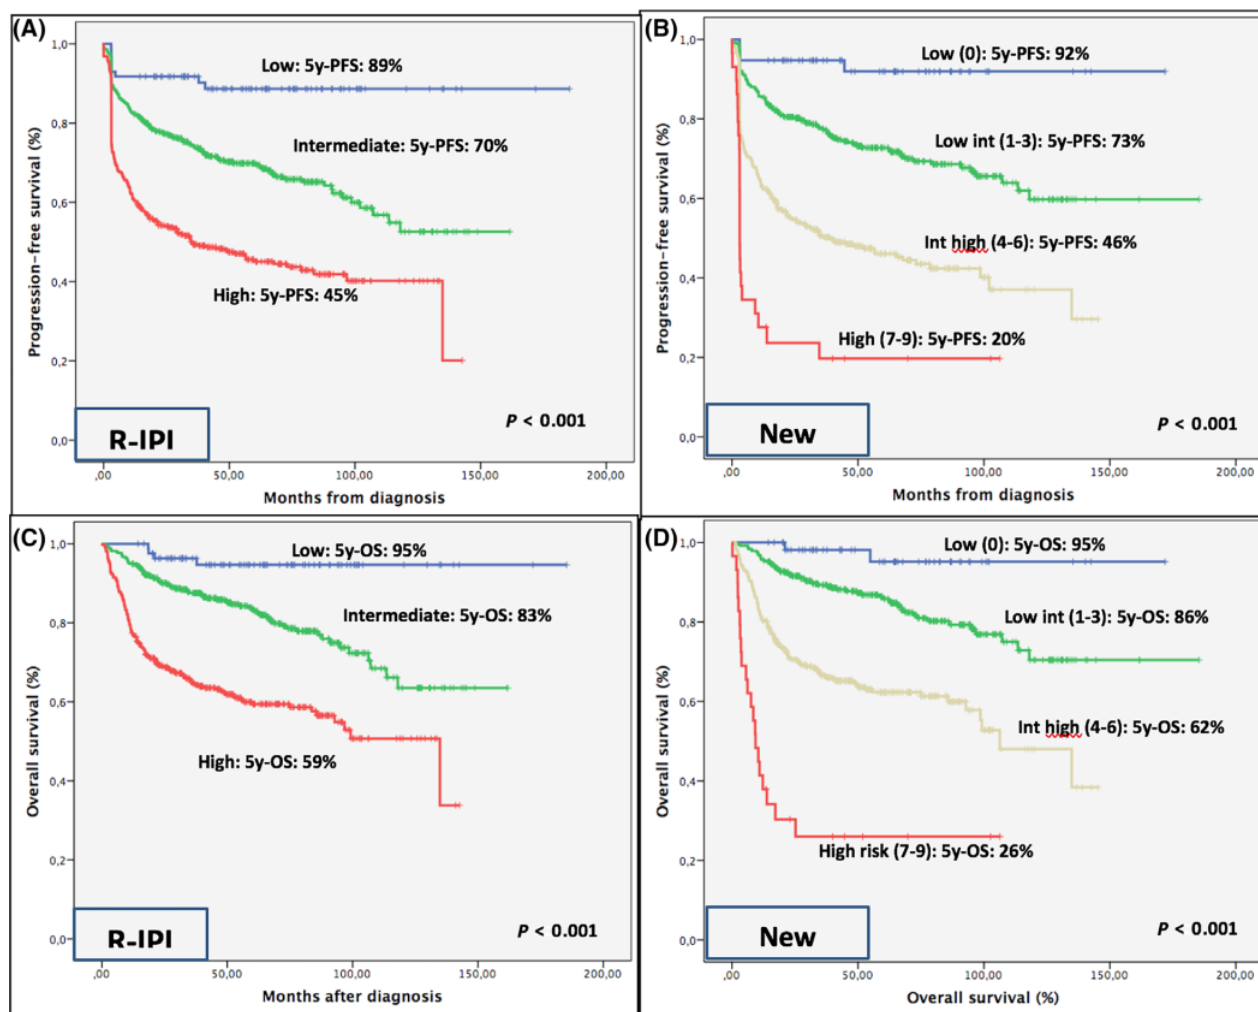 (A)
1,0
0,8
0,6
0,4
0,2
0,0
Progression-free survival (%)
Low: 5y-PFS: 89%
Intermediate: 5y-PFS: 70%
High: 5y-PFS: 45%
R-IPI
P < 0.001
,00 50,00 100,00 150,00 200,00
Months from diagnosis
(B)
1,0
0,8
0,6
0,4
0,2
0,0
Progression-free survival (%)
Low (0): 5y-PFS: 92%
Low int (1-3): 5y-PFS: 73%
Int high (4-6): 5y-PFS: 46%
High (7-9): 5y-PFS: 20%
New
P < 0.001
,00 50,00 100,00 150,00 200,00
Months from diagnosis
(C)
1,0
0,8
0,6
0,4
0,2
0,0
Overall survival (%)
Low: 5y-OS: 95%
Intermediate: 5y-OS: 83%
High: 5y-OS: 59%
R-IPI
P < 0.001
,00 50,00 100,00 150,00 200,00
Months after diagnosis
(D)
1,0
0,8
0,6
0,4
0,2
0,0
Overall survival (%)
Low (0): 5y-OS: 95%
Low int (1-3): 5y-OS: 86%
Int high (4-6): 5y-OS: 62%
High risk (7-9): 5y-OS: 26%
New
P < 0.001
,00 50,00 100,00 150,00 200,00
Overall survival (%)